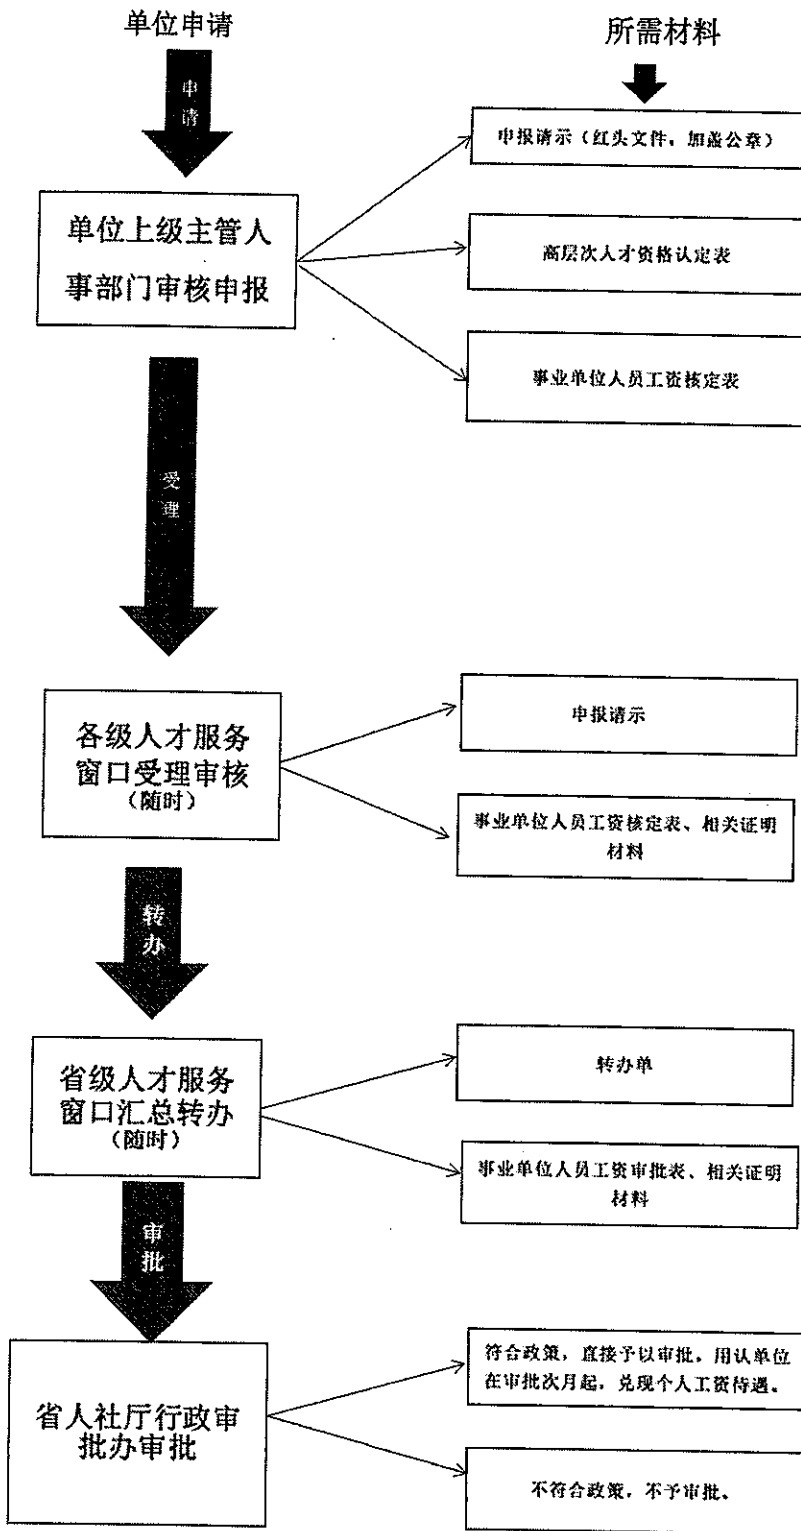 单位申请
所需材料
申
请
申报请示（红头文件，加盖公章）
单位上级主管人
事部门审核申报
高层次人才资格认定表
事业单位人员工资核定表
受
理
各级人才服务
窗口受理审核
（随时）
申报请示
事业单位人员工资核定表、相关证明
材料
转
办
省级人才服务
窗口汇总转办
（随时）
转办单
事业单位人员工资审批表、相关证明
材料
审
批
省人社厅行政审
批办审批
符合政策，直接予以审批，用认单位
在审批次月起，兑现个人工资待遇。
不符合政策，不予审批。